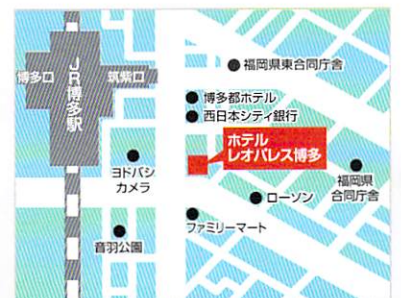 福岡県東合同庁舎
JR博多駅
博多口
筑紫口
博多都ホテル
西日本シティ銀行
ホテル
レオパレス博多
ヨドバシ
カメラ
福岡県
合同庁舎
ローソン
ファミリーマート
音羽公園